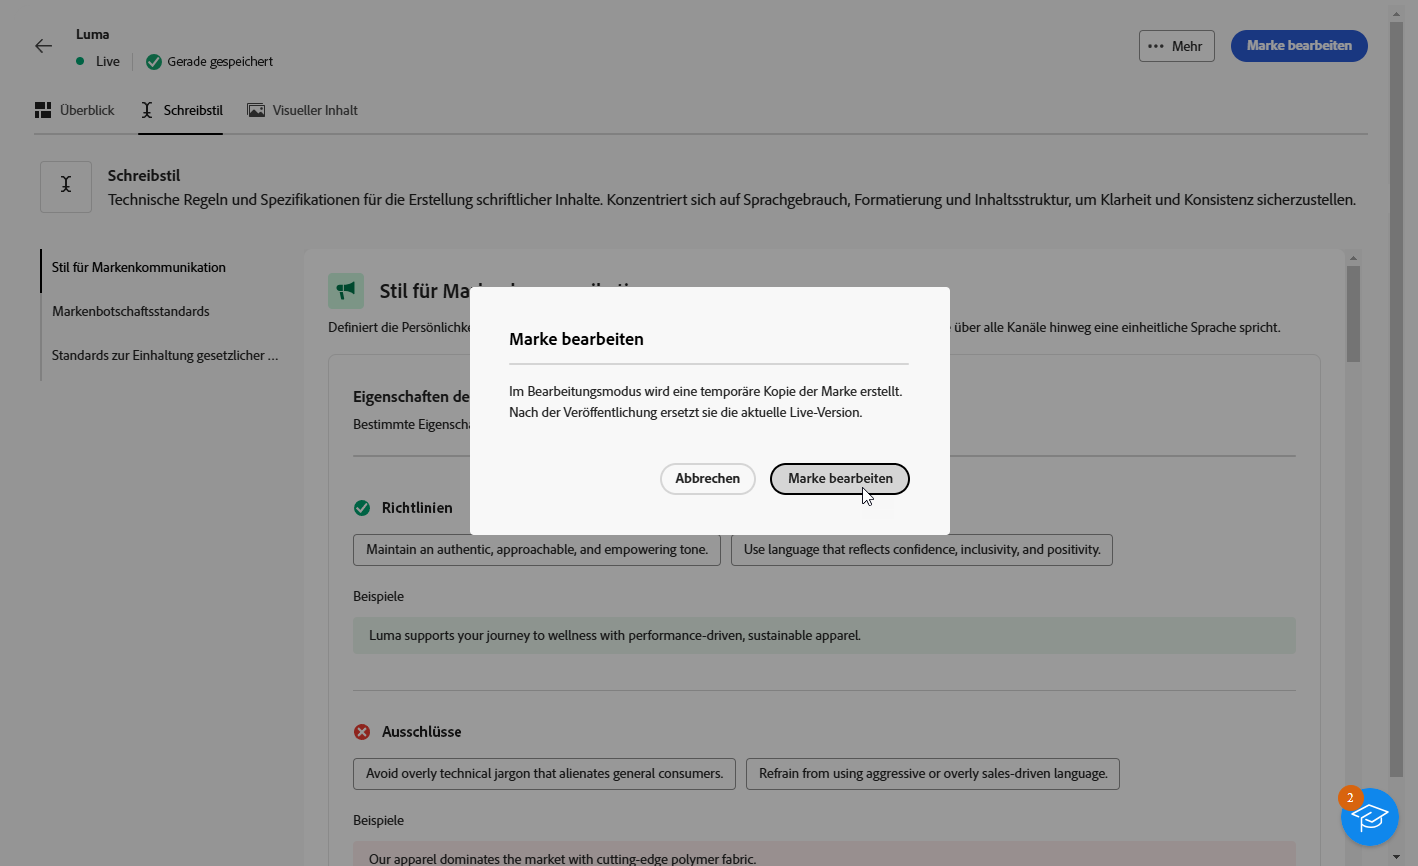 Luma
Live
Gerade gespeichert
Mehr
Marke bearbeiten
Überblick
Schreibstil
Visueller Inhalt
Schreibstil
Technische Regeln und Spezifikationen für die Erstellung schriftlicher Inhalte. Konzentriert sich auf Sprachgebrauch, Formatierung und Inhaltsstruktur, um Klarheit und Konsistenz sicherzustellen.
Stil für Markenkommunikation
Markenbotschaftsstandards
Standards zur Einhaltung gesetzlicher ...
Stil für
Definiert die
über alle Kanäle hinweg eine einheitliche Sprache spricht.
Eigenschaften de
Bestimmte
Marke bearbeiten
Im Bearbeitungsmodus wird eine temporäre Kopie der Marke erstellt.
Nach der Veröffentlichung ersetzt sie die aktuelle Live-Version.
Abbrechen
Marke bearbeiten
Richtlinien
Maintain an authentic, approachable, and empowering tone.
Use language that reflects confidence, inclusivity, and positivity.
Beispiele
Luma supports your journey to wellness with performance-driven, sustainable apparel.
Ausschlüsse
Avoid overly technical jargon that alienates general consumers.
Refrain from using aggressive or overly sales-driven language.
Beispiele
Our apparel dominates the market with cutting-edge polymer fabric.
2